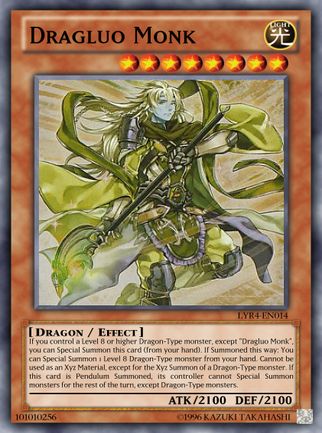 Dragluo Monk
LIGHT
光
LYR4-EN014
[ Dragon / Effect ]
If you control a Level 8 or higher Dragon-Type monster, except "Dragluo Monk",
you can Special Summon this card (from your hand). If Summoned this way: You
can Special Summon 1 Level 8 Dragon-Type monster from your hand. Cannot be
used as an Xyz Material, except for the Xyz Summon of a Dragon-Type monster. If
this card is Pendulum Summoned, its controller cannot Special Summon
monsters for the rest of the turn, except Dragon-Type monsters.
ATK/2100 DEF/2100
101010256
©1996 KAZUKI TAKAHASHI